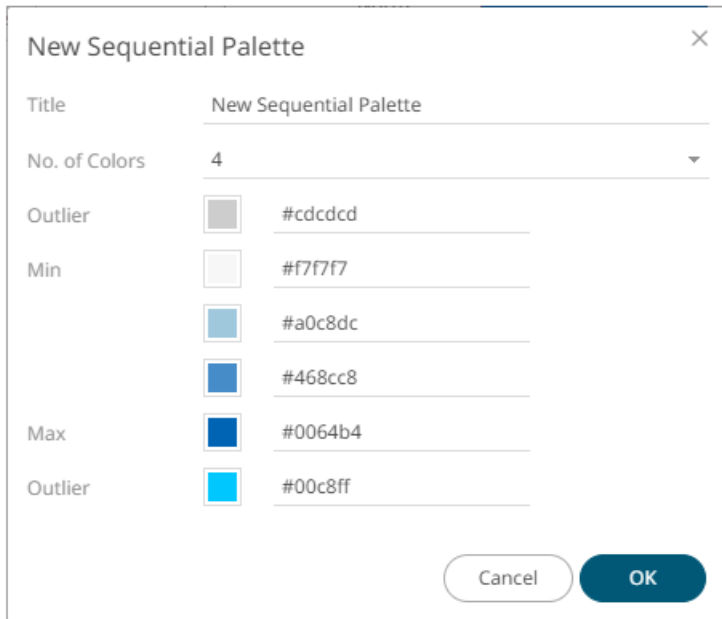 New Sequential Palette
Title New Sequential Palette
No. of Colors 4
Outlier #cdcdcd
Min #f7f7f7
#a0c8dc
#468cc8
Max #0064b4
Outlier #00c8ff
Cancel OK